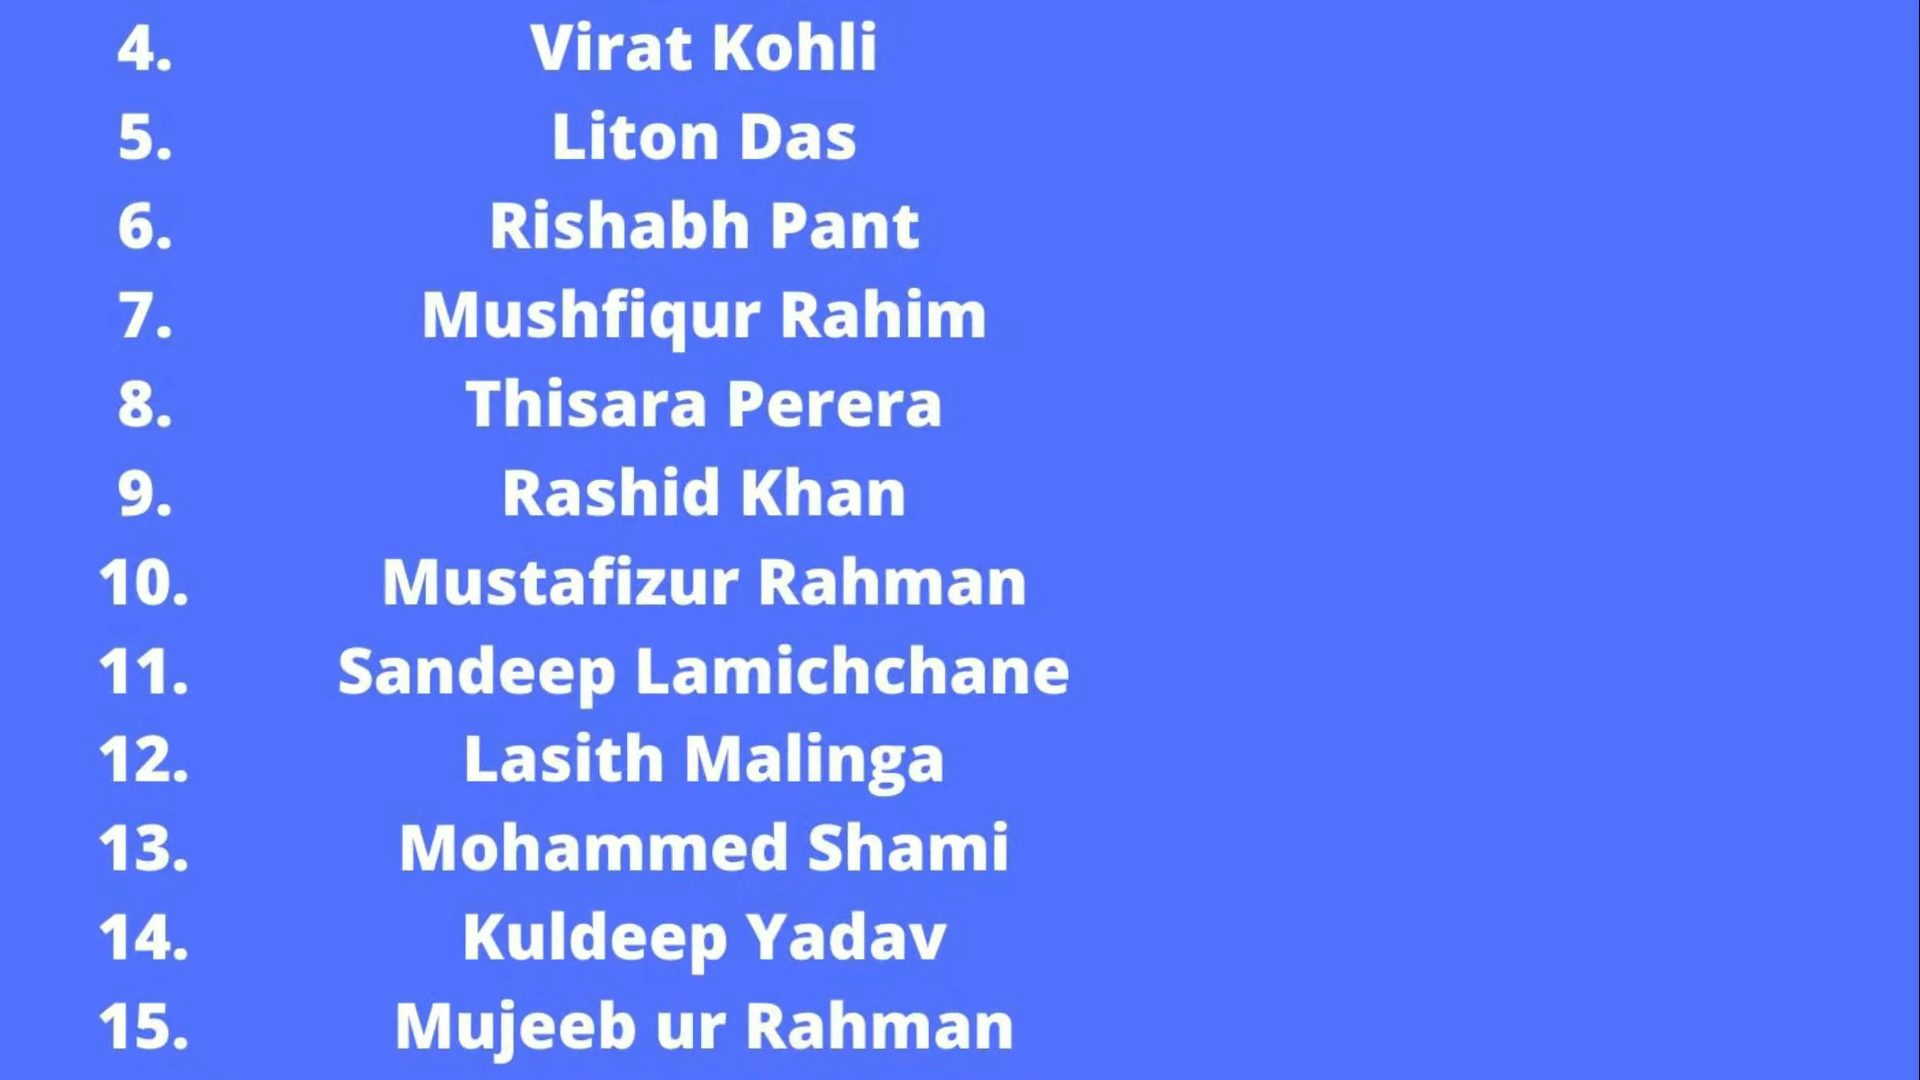 4. Virat Kohli
5. Liton Das
6. Rishabh Pant
7. Mushfiqur Rahim
8. Thisara Perera
9. Rashid Khan
10. Mustafizur Rahman
11. Sandeep Lamichchane
12. Lasith Malinga
13. Mohammed Shami
14. Kuldeep Yadav
15. Mujeeb ur Rahman